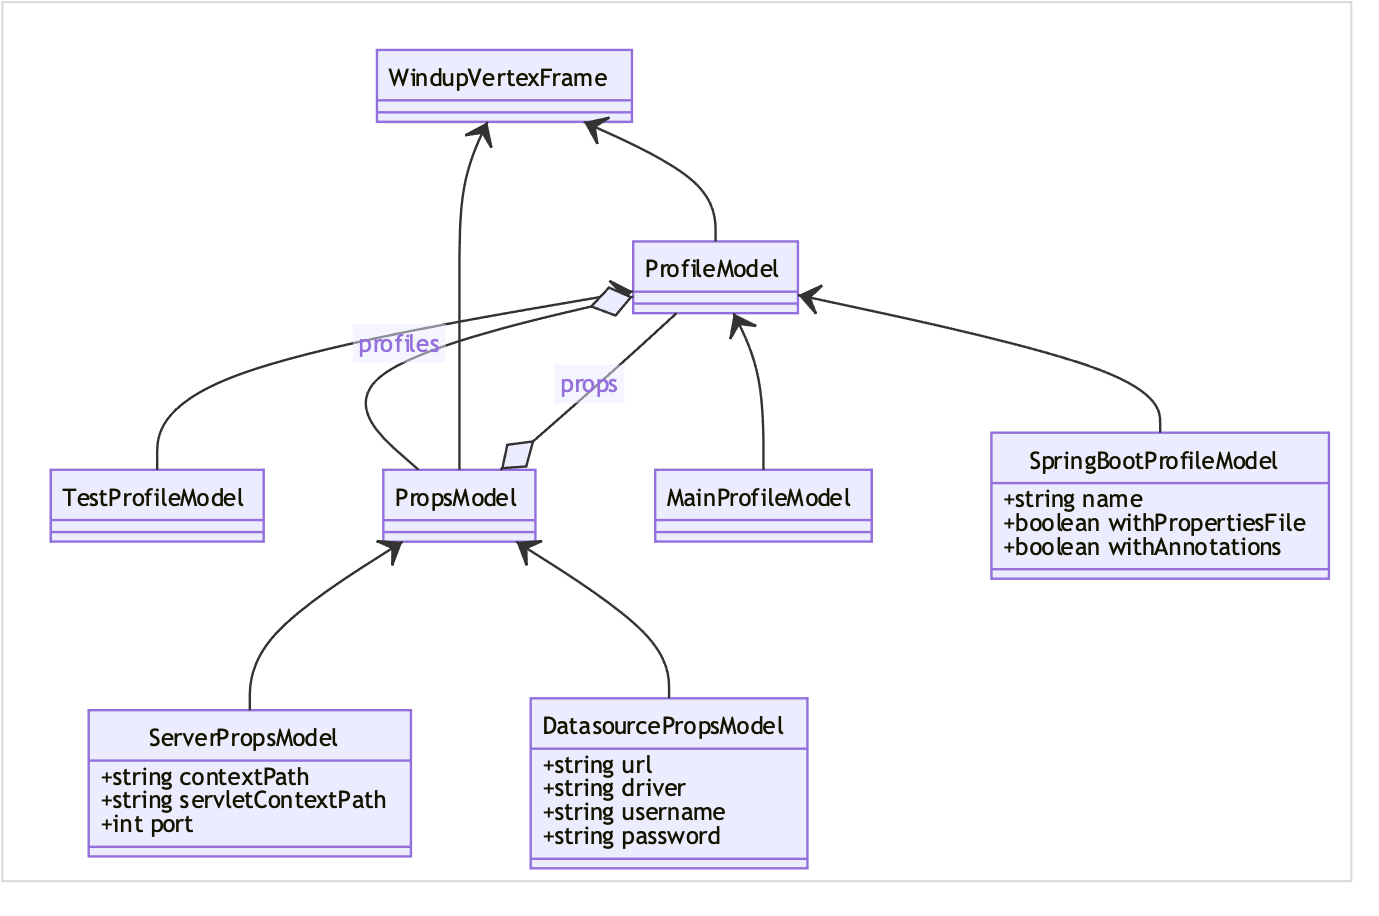 WindupVertexFrame
ProfileModel
profiles
props
TestProfileModel
PropsModel
MainProfileModel
SpringBootProfileModel
+string name
+boolean withPropertiesFile
+boolean withAnnotations
ServerPropsModel
+string contextPath
+string servletContextPath
+int port
DatasourcePropsModel
+string url
+string driver
+string username
+string password